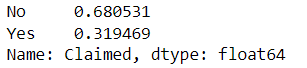 No     0.680531
Yes    0.319469
Name: Claimed, dtype: float64